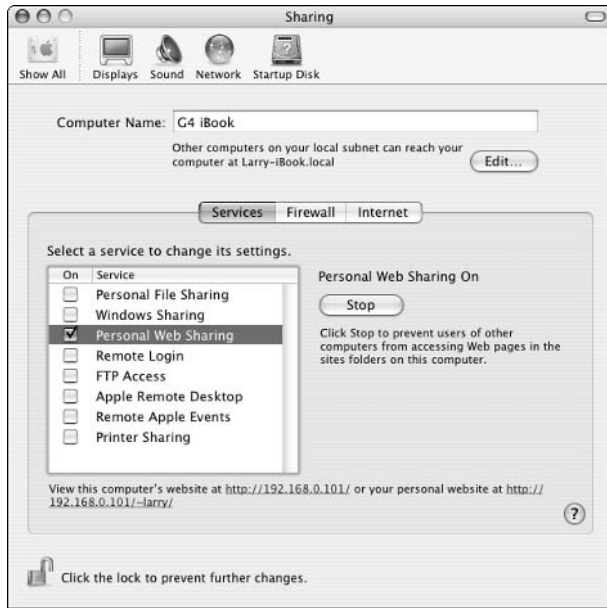 Sharing
Show All Displays Sound Network Startup Disk
Computer Name: G4 iBook
Other computers on your local subnet can reach your
computer at Larry-iBook.local
Edit...
Services Firewall Internet
Select a service to change its settings.
On Service
Personal File Sharing
Windows Sharing
Personal Web Sharing
Remote Login
FTP Access
Apple Remote Desktop
Remote Apple Events
Printer Sharing
Personal Web Sharing On
Stop
Click Stop to prevent users of other
computers from accessing Web pages in the
sites folders on this computer.
View this computer's website at http://192.168.0.101/ or your personal website at http://
192.168.0.101/~larry/
?
Click the lock to prevent further changes.